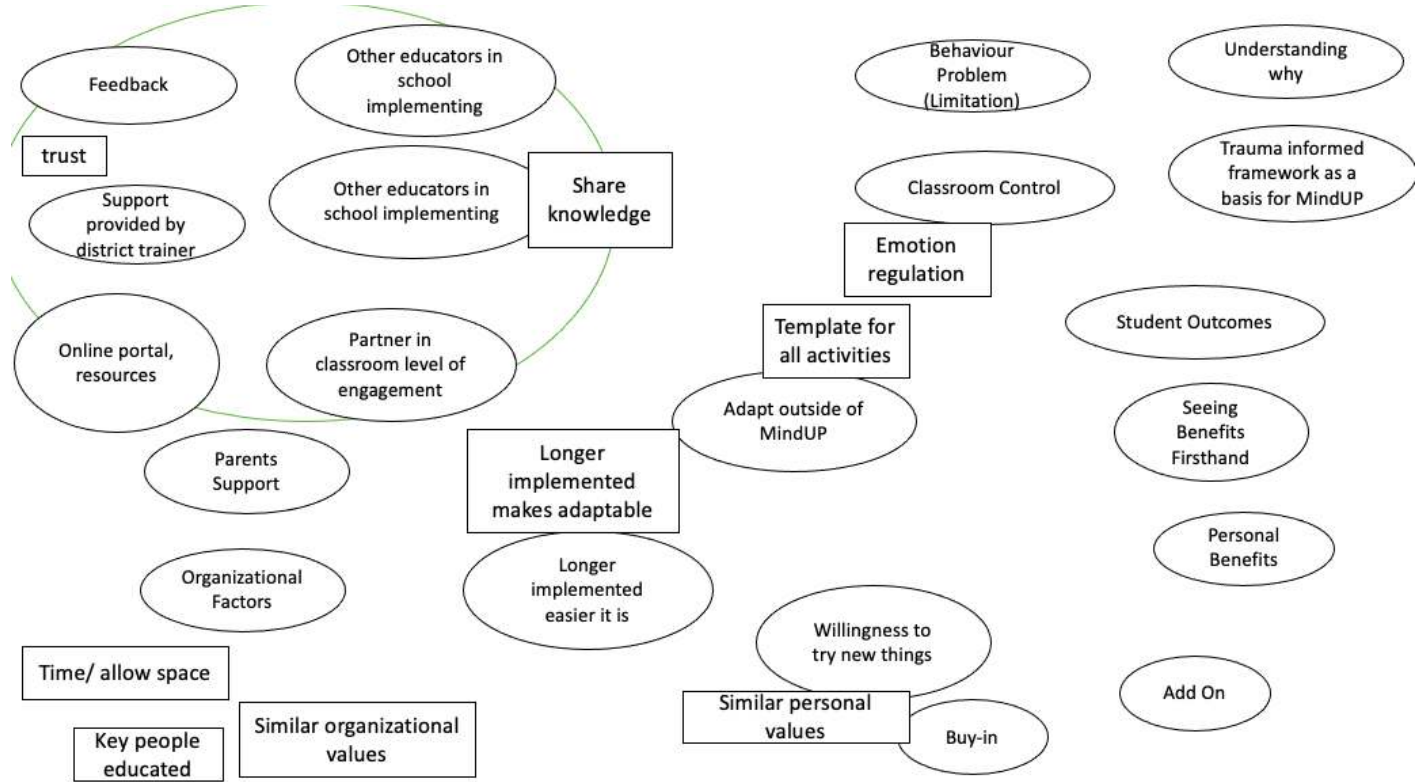 Feedback
Other educators in
school
implementing
trust
Other educators in
school implementing
Share
knowledge
Support
provided by
district trainer
Online portal,
resources
Partner in
classroom level of
engagement
Parents
Support
Organizational
Factors
Time/ allow space
Key people
educated
Similar organizational
values
Longer
implemented
makes adaptable
Longer
implemented
easier it is
Behaviour
Problem
(Limitation)
Classroom Control
Emotion
regulation
Template for
all activities
Adapt outside of
MindUP
Willingness to
try new things
Similar personal
values
Buy-in
Understanding
why
Trauma informed
framework as a
basis for MindUP
Student Outcomes
Seeing
Benefits
Firsthand
Personal
Benefits
Add On